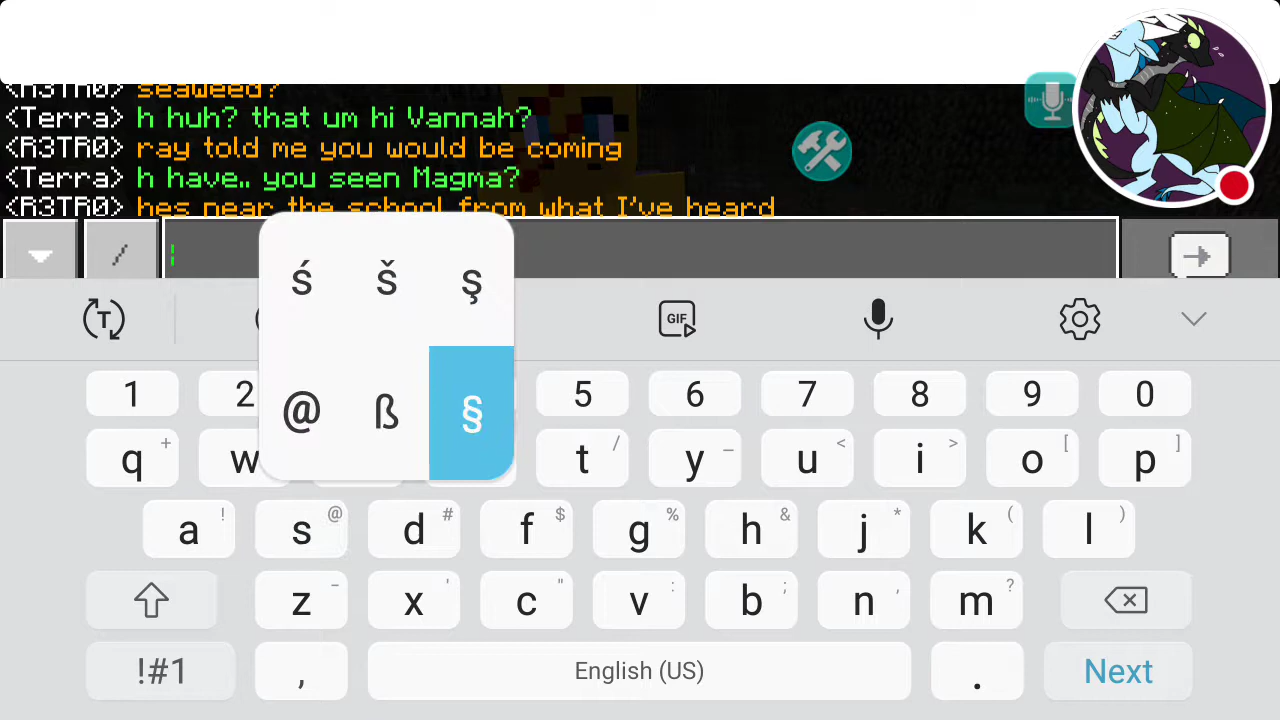 <R3TR0> seaweed?
<Terra> h huh? that um hi Vannah?
<R3TR0> ray told me you would be coming
<Terra> h have.. you seen Magma?
<R3TR0> hes near the school from what I've heard
/
ś š ş
@ ß §
T GIF
1 2 5 6 7 8 9 0
q + w t / y _ u < i > o [ p ]
a ! s @ d # f $ g % h & j * k ( l )
z - x ' c " v : b ; n , m ?
!#1 , English (US) . Next